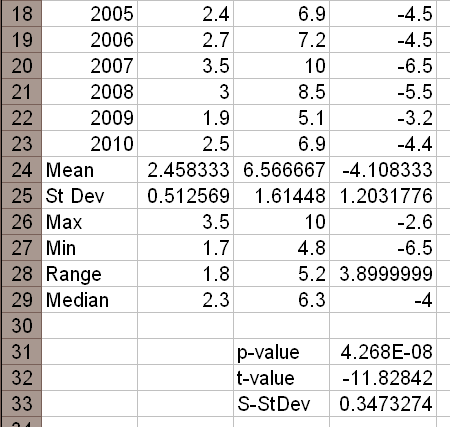 18 2005 2.4 6.9 -4.5
19 2006 2.7 7.2 -4.5
20 2007 3.5 10 -6.5
21 2008 3 8.5 -5.5
22 2009 1.9 5.1 -3.2
23 2010 2.5 6.9 -4.4
24 Mean 2.458333 6.566667 -4.108333
25 St Dev 0.512569 1.61448 1.2031776
26 Max 3.5 10 -2.6
27 Min 1.7 4.8 -6.5
28 Range 1.8 5.2 3.8999999
29 Median 2.3 6.3 -4
30
31 p-value 4.268E-08
32 t-value -11.82842
33 S-StDev 0.3473274